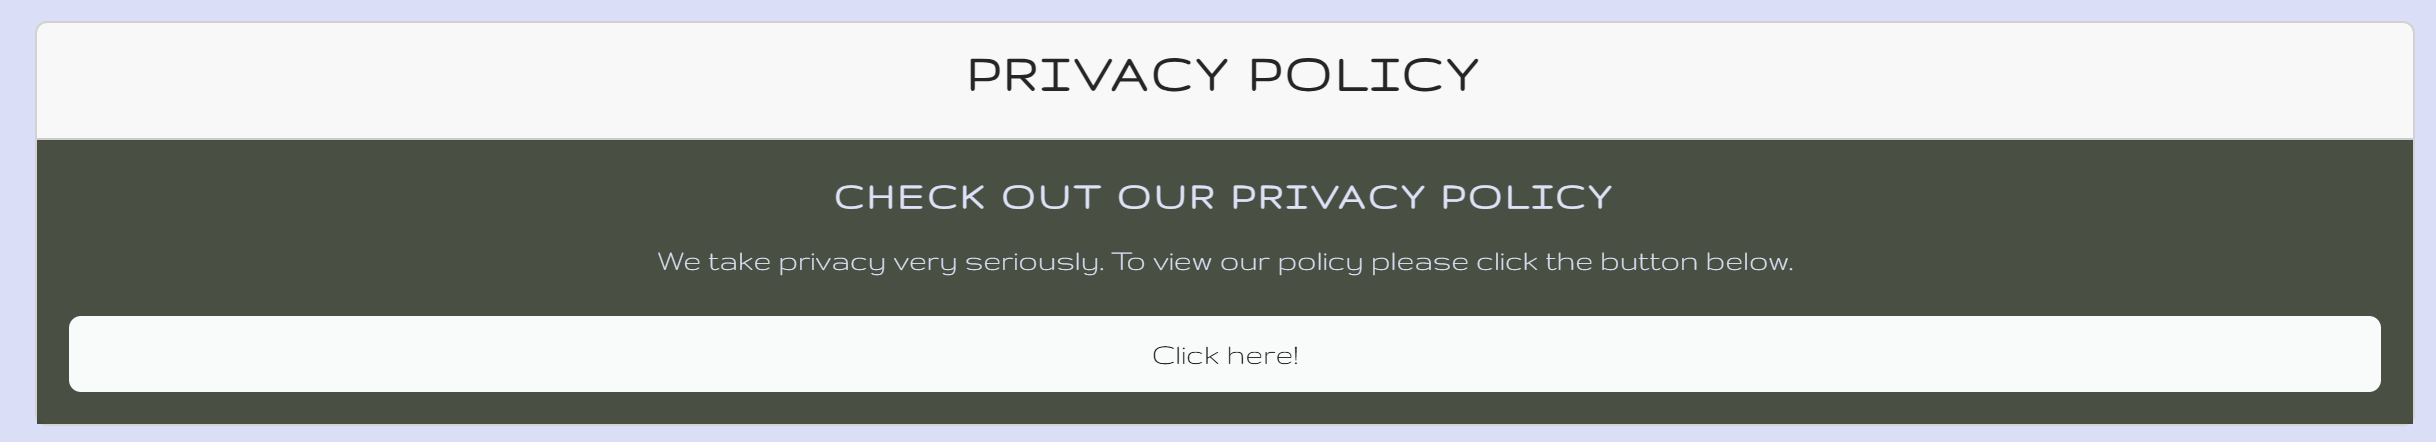 PRIVACY POLICY
CHECK OUT OUR PRIVACY POLICY
We take privacy very seriously. To view our policy please click the button below.
Click here!